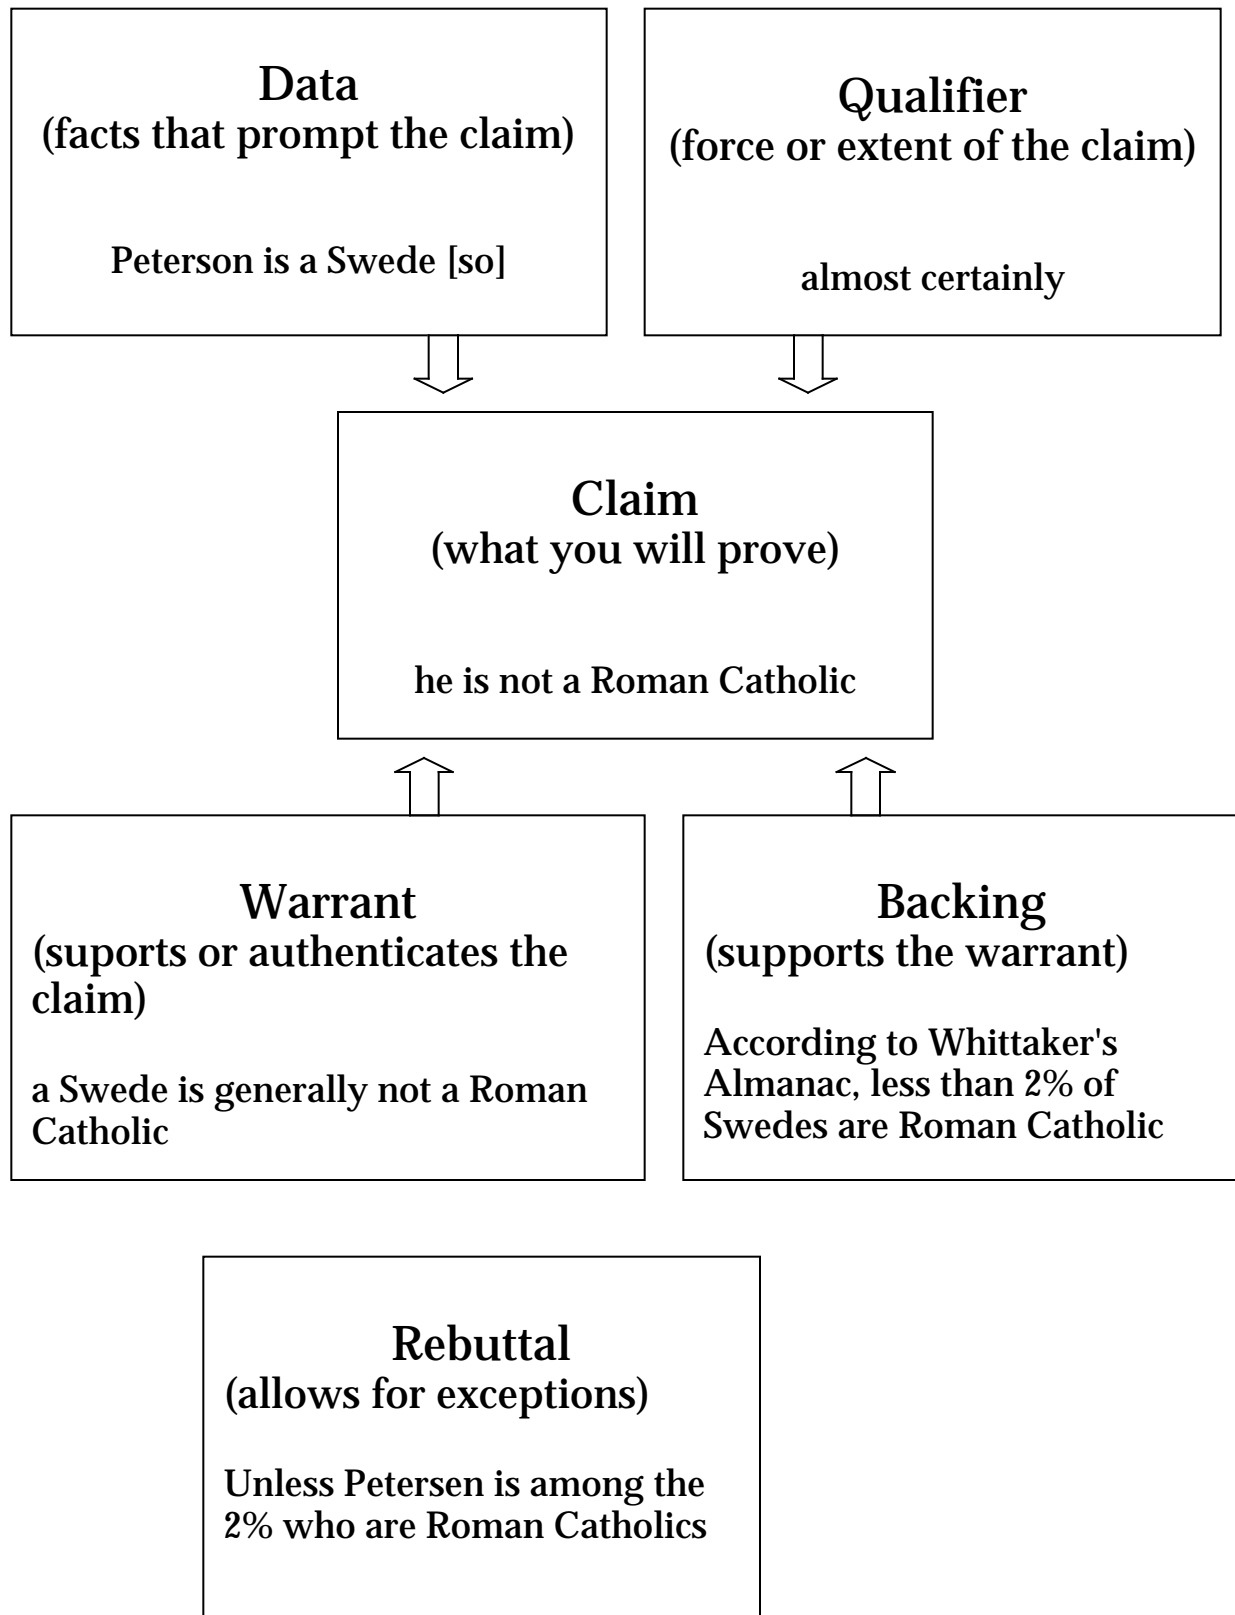 Data
(facts that prompt the claim)
Peterson is a Swede [so]
Qualifier
(force or extent of the claim)
almost certainly
Claim
(what you will prove)
he is not a Roman Catholic
Warrant
(suports or authenticates the
claim)
a Swede is generally not a Roman
Catholic
Backing
(supports the warrant)
According to Whittaker's
Almanac, less than 2% of
Swedes are Roman Catholic
Rebuttal
(allows for exceptions)
Unless Petersen is among the
2% who are Roman Catholics